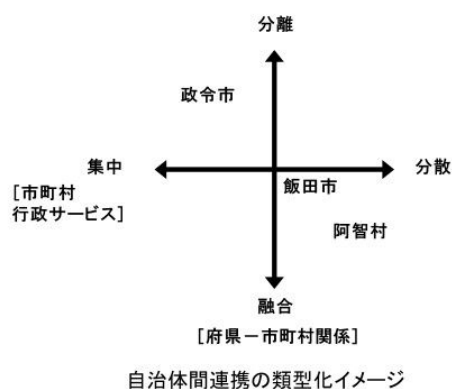 分離
政令市
集中
分散
[市町村
行政サービス]
飯田市
阿智村
融合
[府県－市町村関係]
自治体間連携の類型化イメージ